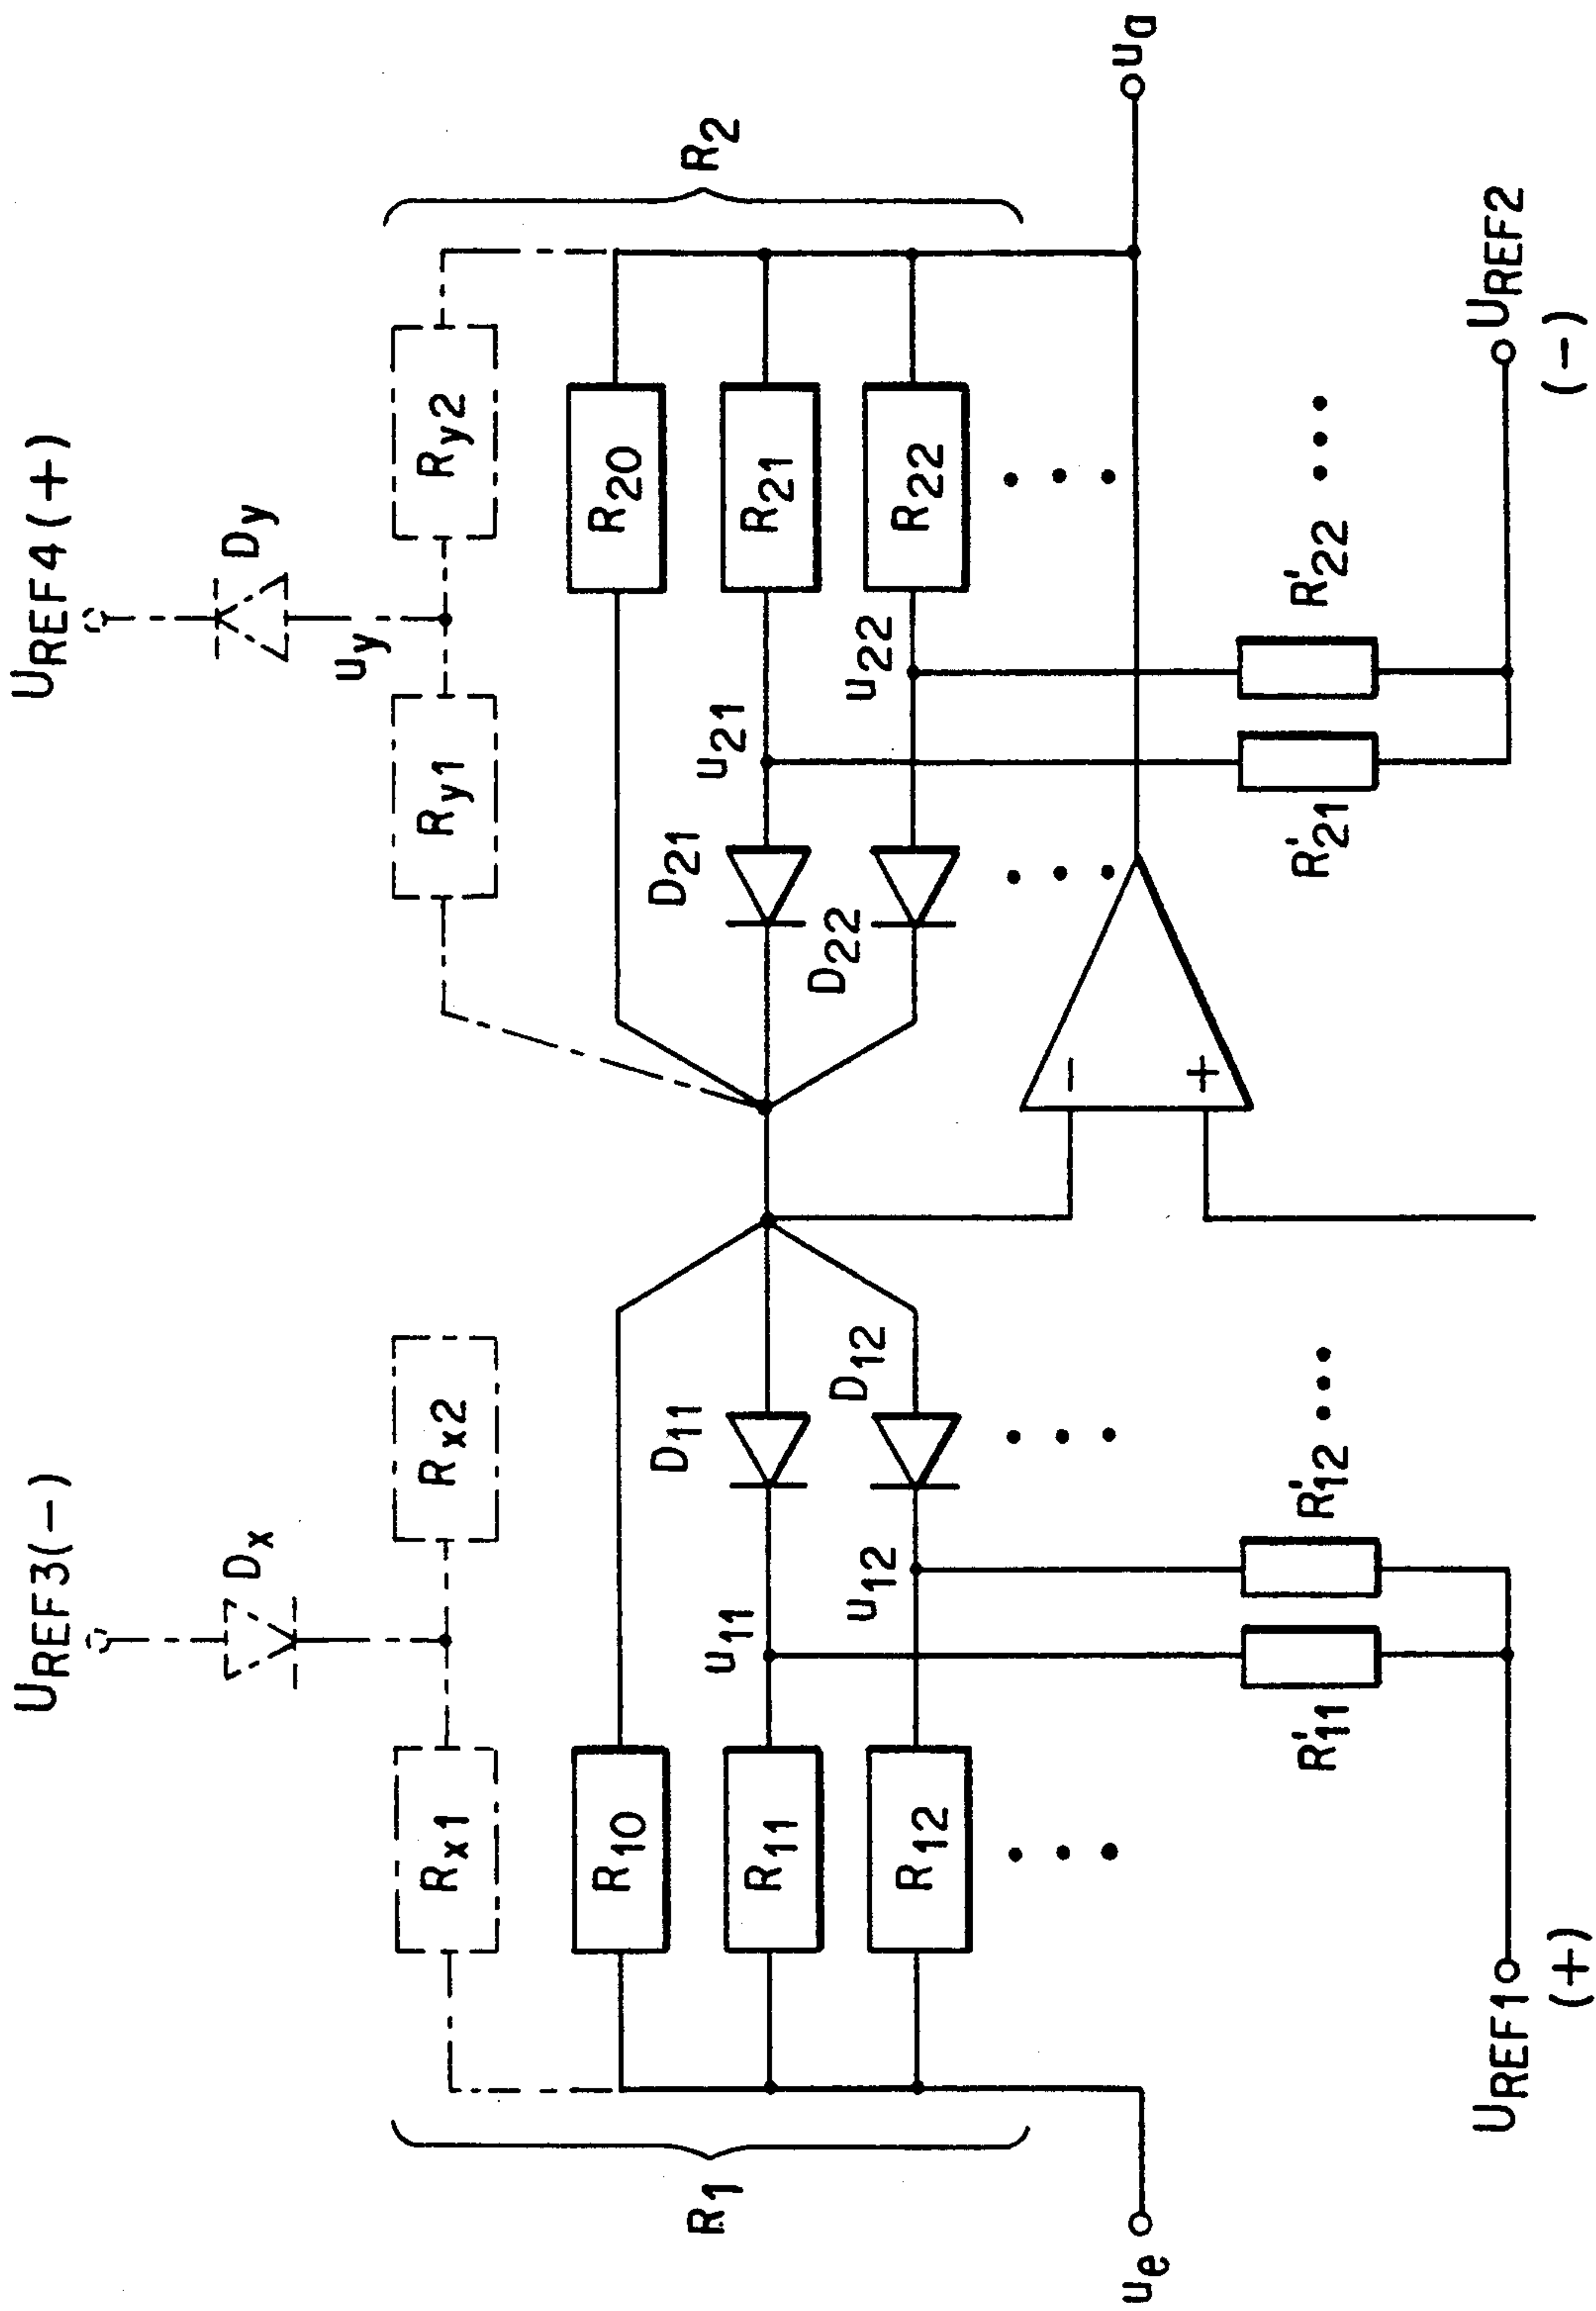 UREF3(-)
UREF4(+)
Dx
Dy
uy
Rx1
Rx2
Ry1
Ry2
R10
R20
R11
u11
D11
D21
u21
R21
R12
u12
D12
D22
u22
R22
R1
R2
-
+
ue
ua
R'11
R'12
R'21
R'22
UREF1
(+)
UREF2
(-)